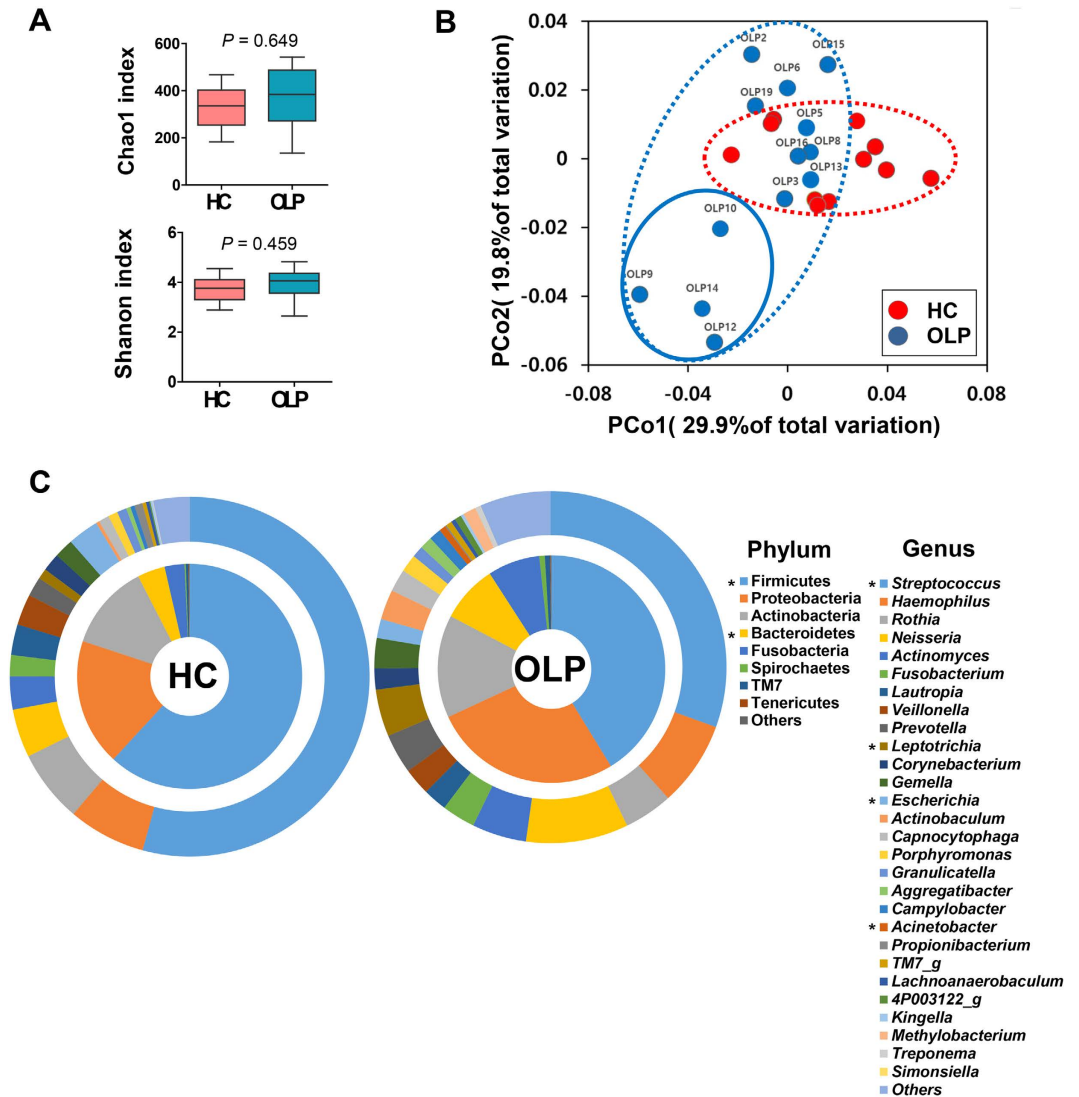 A
P = 0.649
Chao1 index
600
400
200
0
HC
OLP
P = 0.459
Shannon index
6
4
2
0
HC
OLP
B
0.04
0.02
0
-0.02
-0.04
-0.06
-0.08
-0.04
0
0.04
0.08
PCo2( 19.8%of total variation)
PCo1( 29.9%of total variation)
OLP2
OLP15
OLP6
OLP19
OLP5
OLP16
OLP8
OLP13
OLP3
OLP10
OLP9
OLP14
OLP12
HC
OLP
C
HC
OLP
Phylum
* Firmicutes
Proteobacteria
Actinobacteria
* Bacteroidetes
Fusobacteria
Spirochaetes
TM7
Tenericutes
Others
Genus
* Streptococcus
Haemophilus
Rothia
Neisseria
Actinomyces
Fusobacterium
Lautropia
Veillonella
Prevotella
* Leptotrichia
Corynebacterium
Gemella
* Escherichia
Actinobaculum
Capnocytophaga
Porphyromonas
Granulicatella
Aggregatibacter
Campylobacter
* Acinetobacter
Propionibacterium
TM7_g
Lachnoanaerobaculum
4P003122_g
Kingella
Methylobacterium
Treponema
Simonsiella
Others